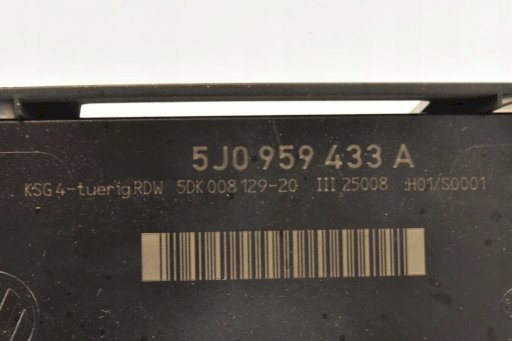 5J0 959 433 A
KSG 4-tuerig RDW 5DK 008 129-20 III 25008 :H01/S0001